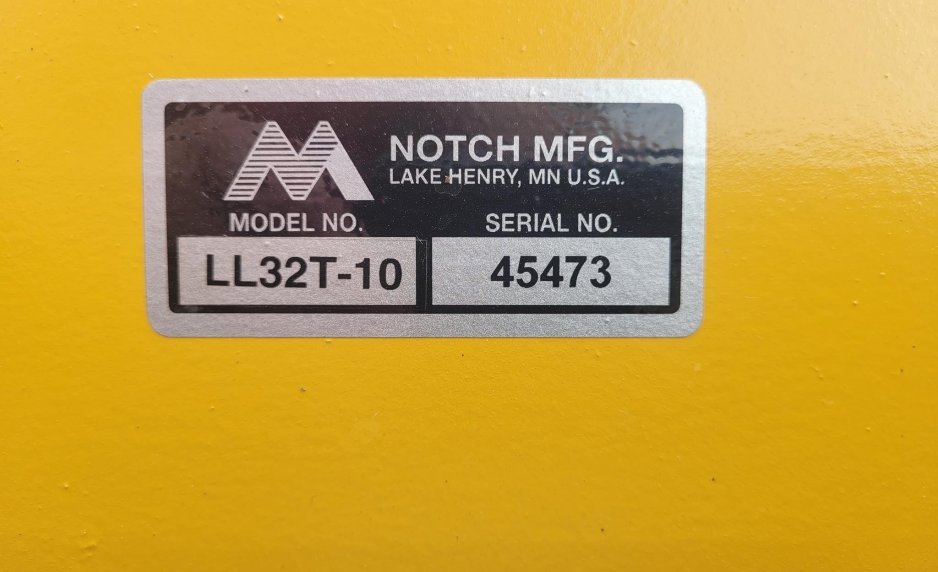 NOTCH MFG.
LAKE HENRY, MN U.S.A.
MODEL NO. SERIAL NO.
LL32T-10 45473